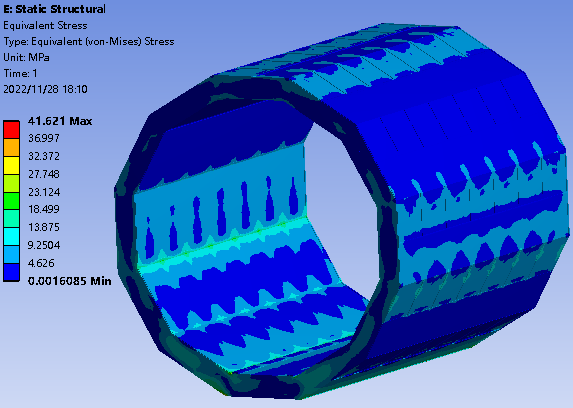 E: Static Structural
Equivalent Stress
Type: Equivalent (von-Mises) Stress
Unit: MPa
Time: 1
2022/11/28 18:10
41.621 Max
36.997
32.372
27.748
23.124
18.499
13.875
9.2504
4.626
0.0016085 Min